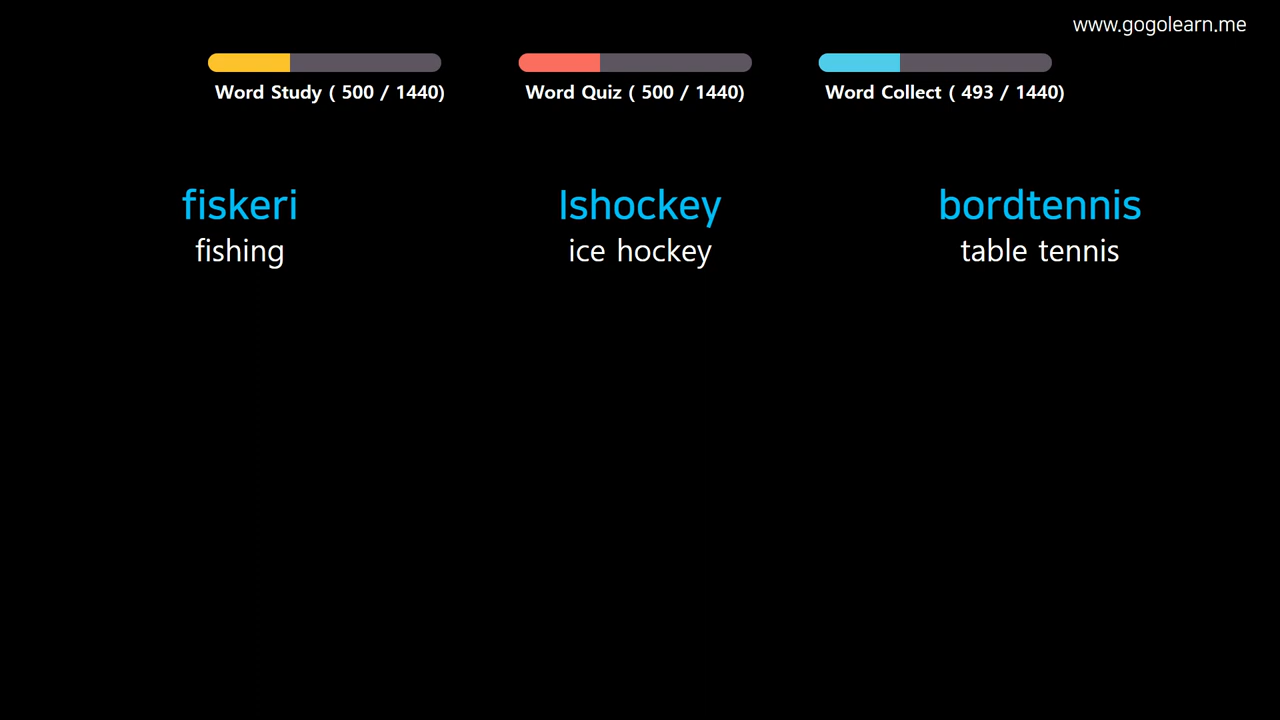 www.gogolearn.me
Word Study ( 500 / 1440)
Word Quiz ( 500 / 1440)
Word Collect ( 493 / 1440)
fiskeri
fishing
Ishockey
ice hockey
bordtennis
table tennis